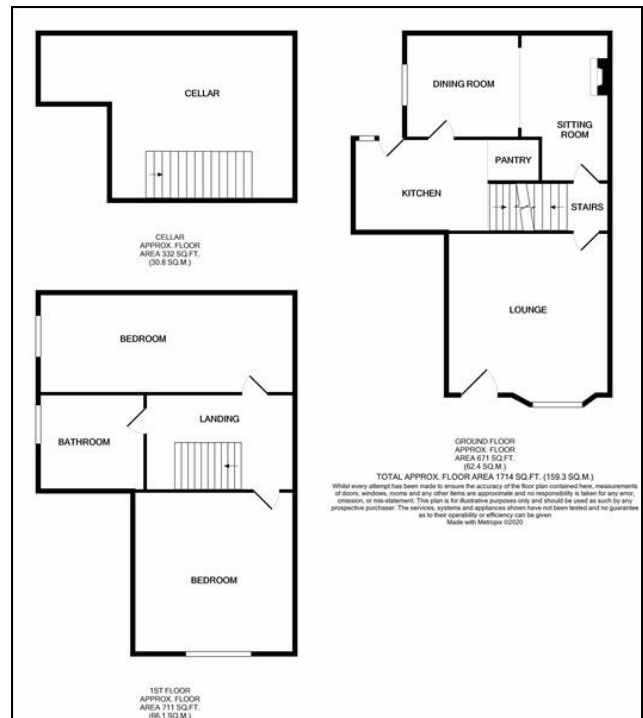 CELLAR
CELLAR
APPROX. FLOOR
AREA 332 SQ.FT.
(30.8 SQ.M.)
DINING ROOM
SITTING
ROOM
PANTRY
KITCHEN
STAIRS
LOUNGE
GROUND FLOOR
APPROX. FLOOR
AREA 671 SQ.FT.
(62.4 SQ.M.)
BEDROOM
BATHROOM
LANDING
BEDROOM
1ST FLOOR
APPROX. FLOOR
AREA 711 SQ.FT.
(66.1 SQ.M.)
TOTAL APPROX. FLOOR AREA 1714 SQ.FT. (159.3 SQ.M.)
Whilst every attempt has been made to ensure the accuracy of the floor plan contained here, measurements
of doors, windows, rooms and any other items are approximate and no responsibility is taken for any error,
omission, or mis-statement. This plan is for illustrative purposes only and should be used as such by any
prospective purchaser. The services, systems and appliances shown have not been tested and no guarantee
as to their operability or efficiency can be given
Made with Metropix ©2020